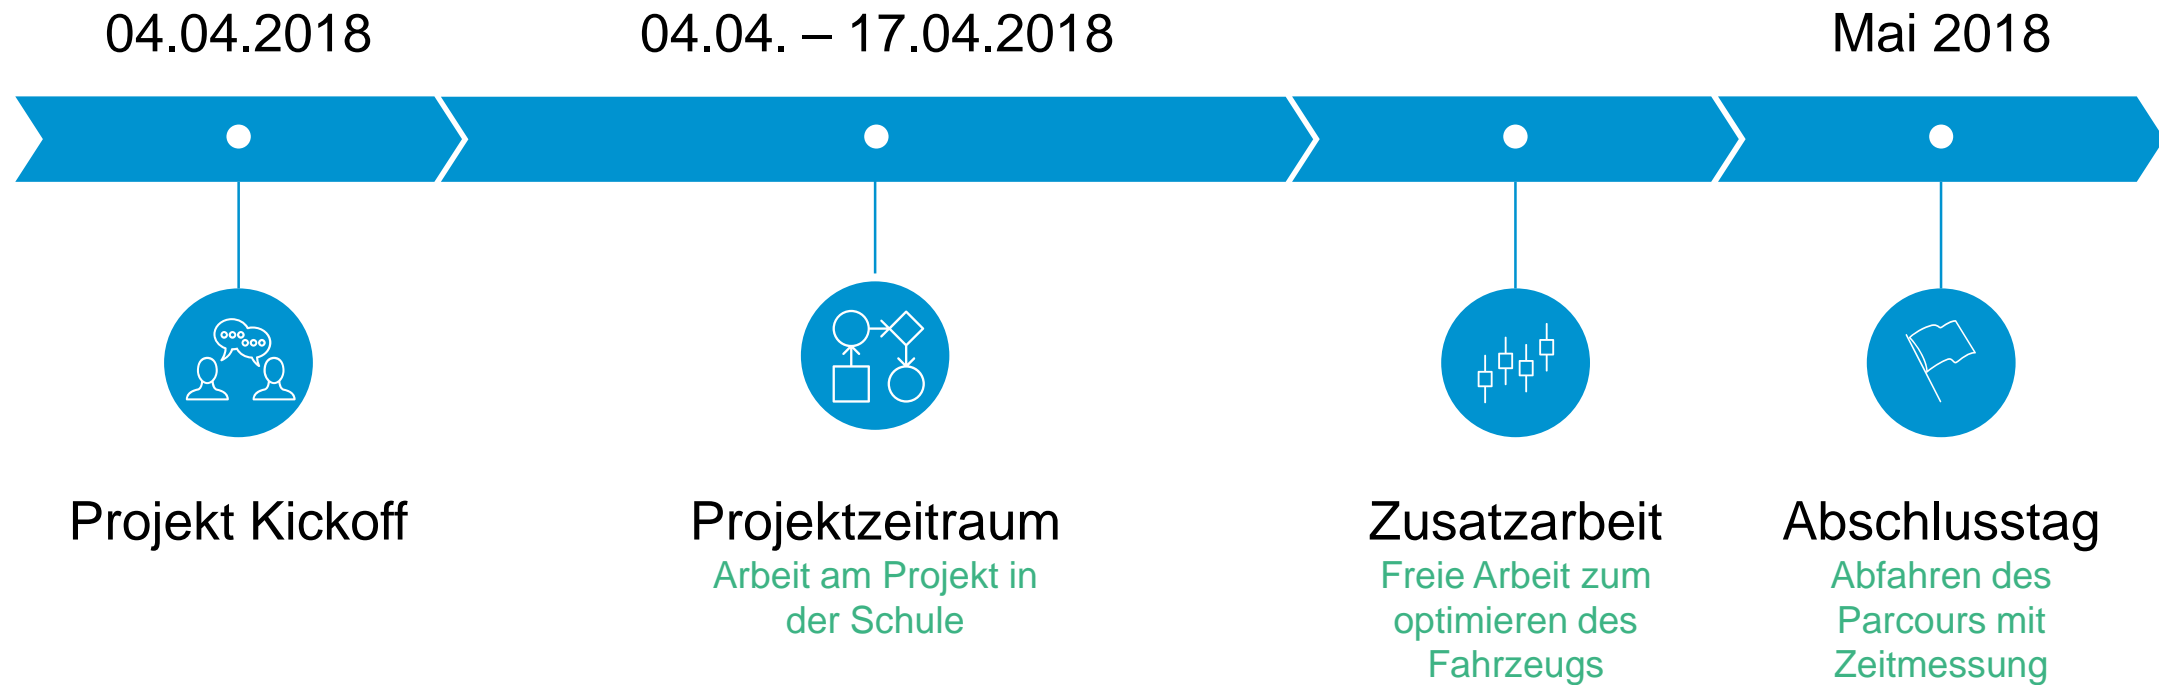 04.04.2018
04.04. – 17.04.2018
Mai 2018
Projekt Kickoff
Projektzeitraum
Arbeit am Projekt in
der Schule
Zusatzarbeit
Freie Arbeit zum
optimieren des
Fahrzeugs
Abschlusstag
Abfahren des
Parcours mit
Zeitmessung